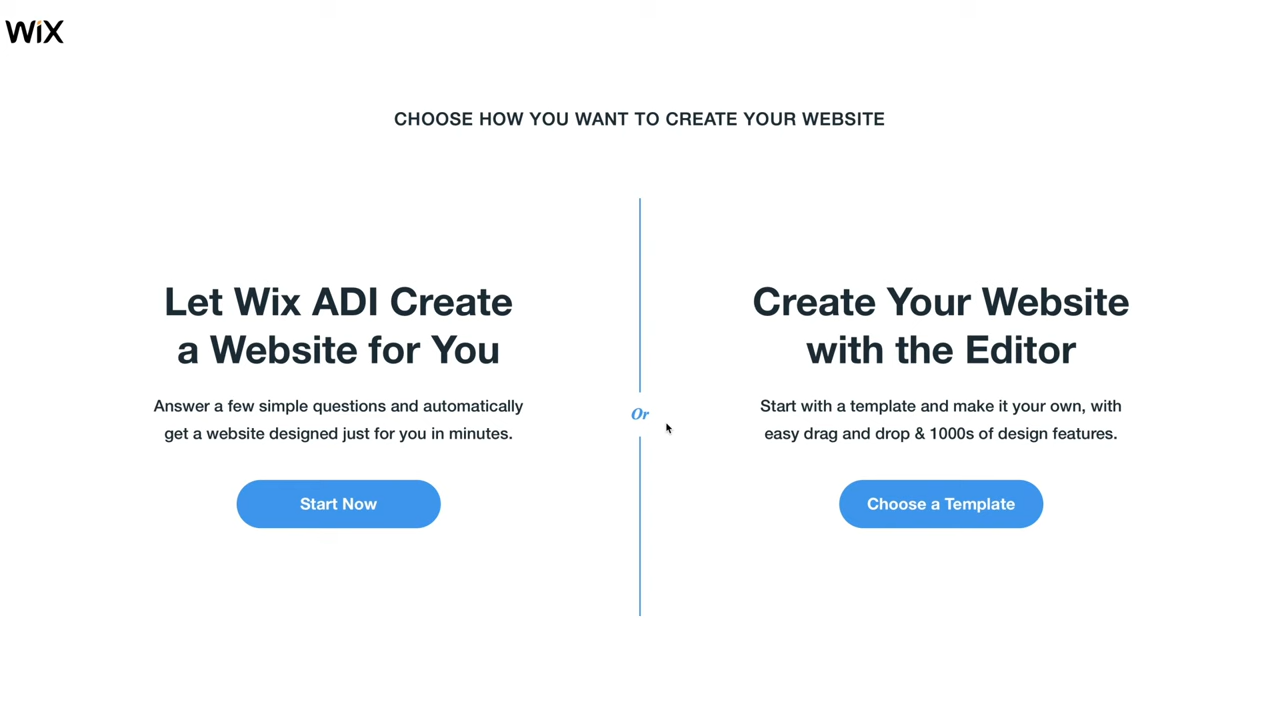 WiX
CHOOSE HOW YOU WANT TO CREATE YOUR WEBSITE
Let Wix ADI Create
a Website for You
Answer a few simple questions and automatically
get a website designed just for you in minutes.
Start Now
Or
Create Your Website
with the Editor
Start with a template and make it your own, with
easy drag and drop & 1000s of design features.
Choose a Template